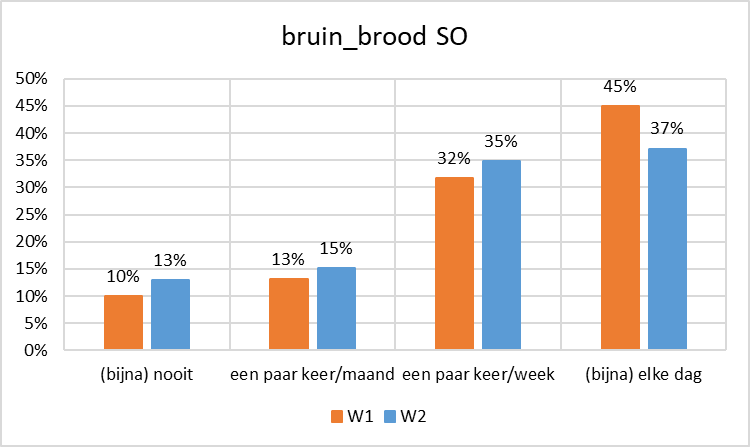 bruin_brood SO
50%
45%
40%
35%
30%
25%
20%
15%
10%
5%
0%
10%
13%
13%
15%
32%
35%
45%
37%
(bijna) nooit
een paar keer/maand
een paar keer/week
(bijna) elke dag
W1
W2